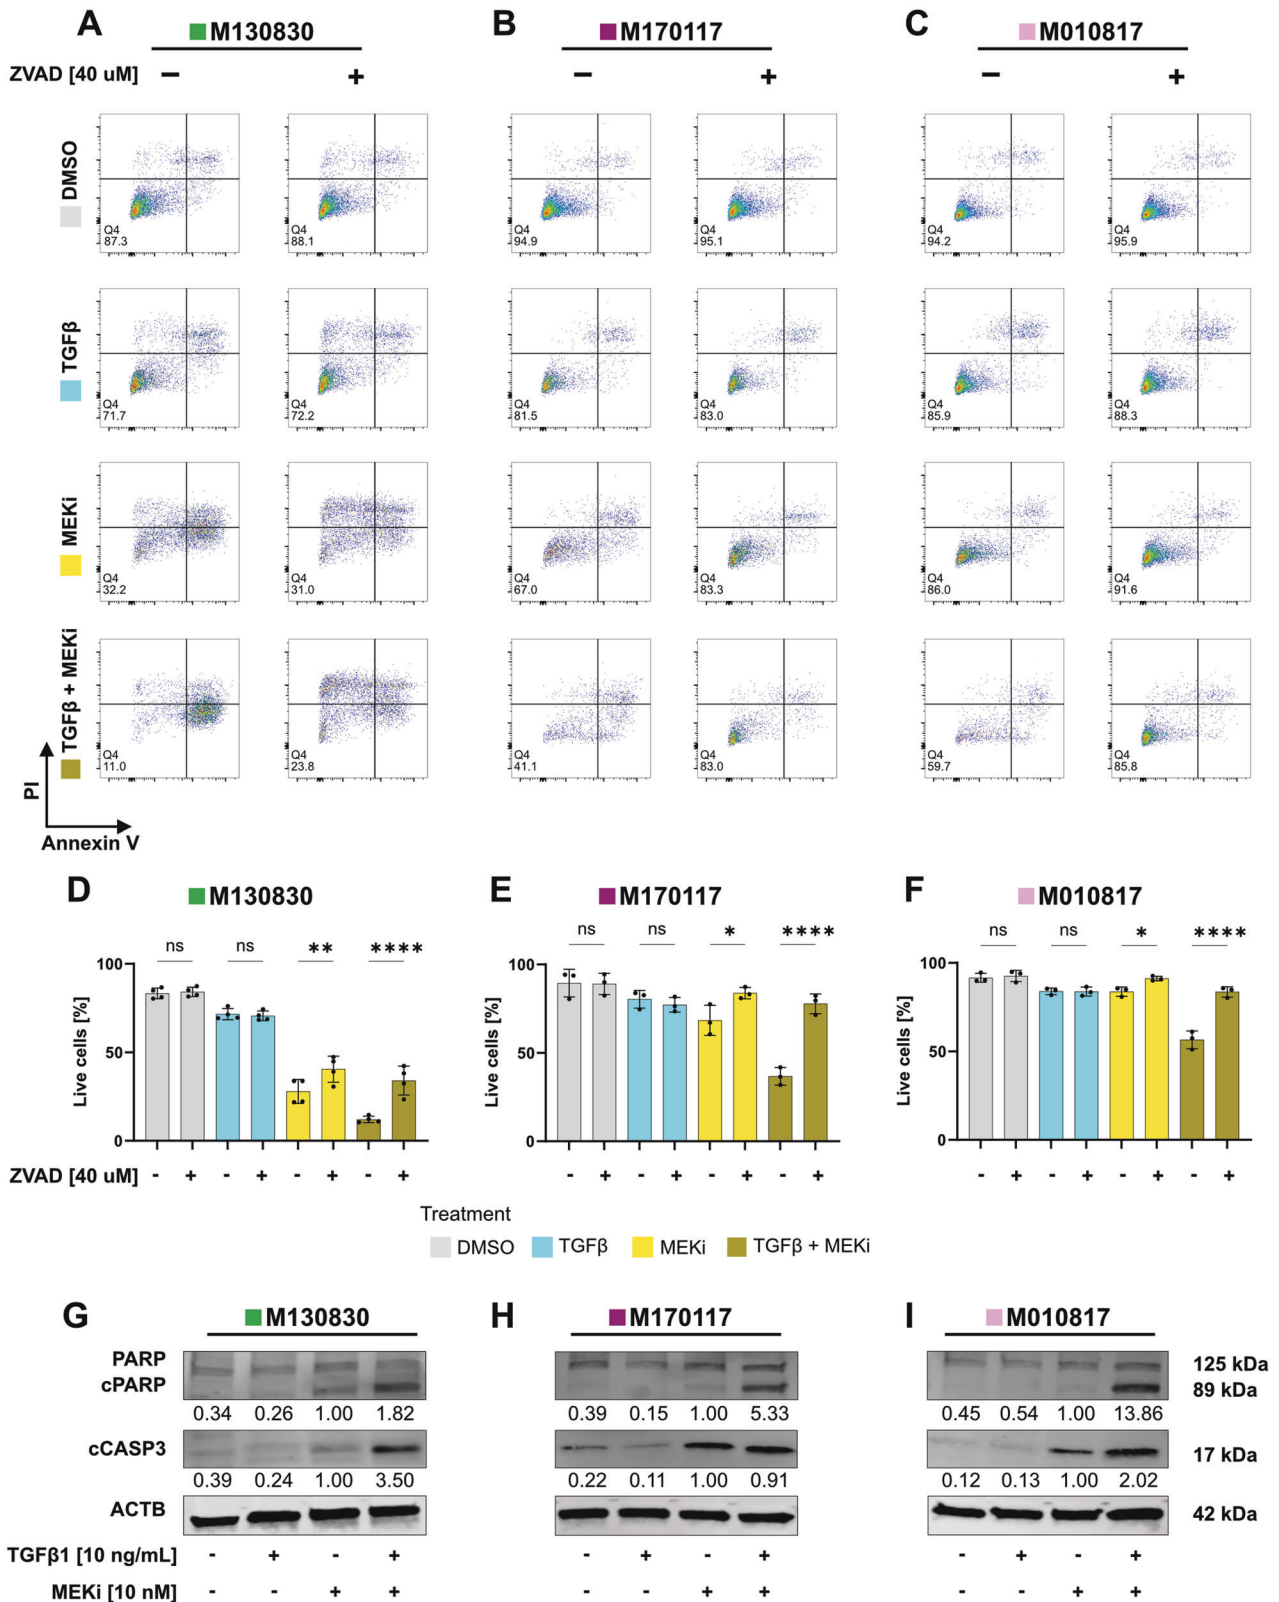 A M130830 B M170117 C M010817
ZVAD [40 uM] − + − + − +
DMSO
Q4 87.3 Q4 88.1 Q4 94.9 Q4 95.1 Q4 94.2 Q4 95.9
TGFβ
Q4 71.7 Q4 72.2 Q4 81.5 Q4 83.0 Q4 85.9 Q4 88.3
MEKi
Q4 32.2 Q4 31.0 Q4 67.0 Q4 83.3 Q4 86.0 Q4 91.6
TGFβ + MEKi
Q4 11.0 Q4 23.8 Q4 41.1 Q4 83.0 Q4 59.7 Q4 85.8
PI
Annexin V
D M130830 E M170117 F M010817
ns ns ** **** ns ns * **** ns ns * ****
Live cells [%] Live cells [%] Live cells [%]
100 100 100
50 50 50
0 0 0
ZVAD [40 uM] - + - + - + - + - + - + - + - + - + - + - + - +
Treatment
DMSO TGFβ MEKi TGFβ + MEKi
G M130830 H M170117 I M010817
PARP 125 kDa
cPARP 89 kDa
0.34 0.26 1.00 1.82 0.39 0.15 1.00 5.33 0.45 0.54 1.00 13.86
cCASP3 17 kDa
0.39 0.24 1.00 3.50 0.22 0.11 1.00 0.91 0.12 0.13 1.00 2.02
ACTB 42 kDa
TGFβ1 [10 ng/mL] - + - + - + - + - + - +
MEKi [10 nM] - - + + - - + + - - + +